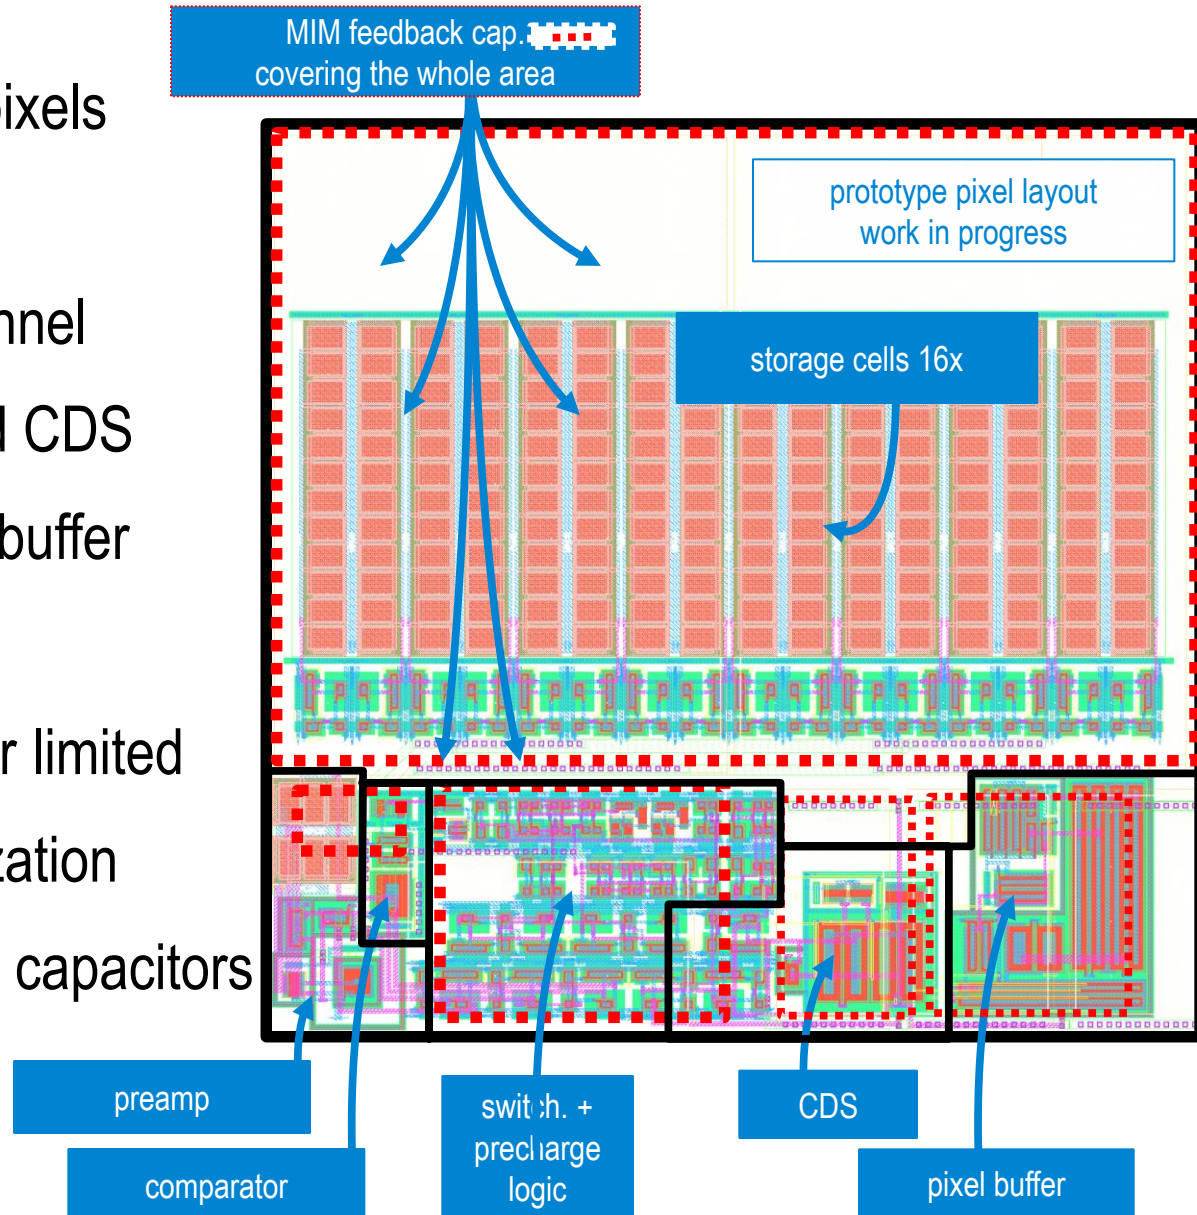 MIM feedback cap.
covering the whole area
pixels
prototype pixel layout
work in progress
nnel
storage cells 16x
CDS
buffer
r limited
zation
capacitors
preamp
comparator
switch. +
precharge
logic
CDS
pixel buffer